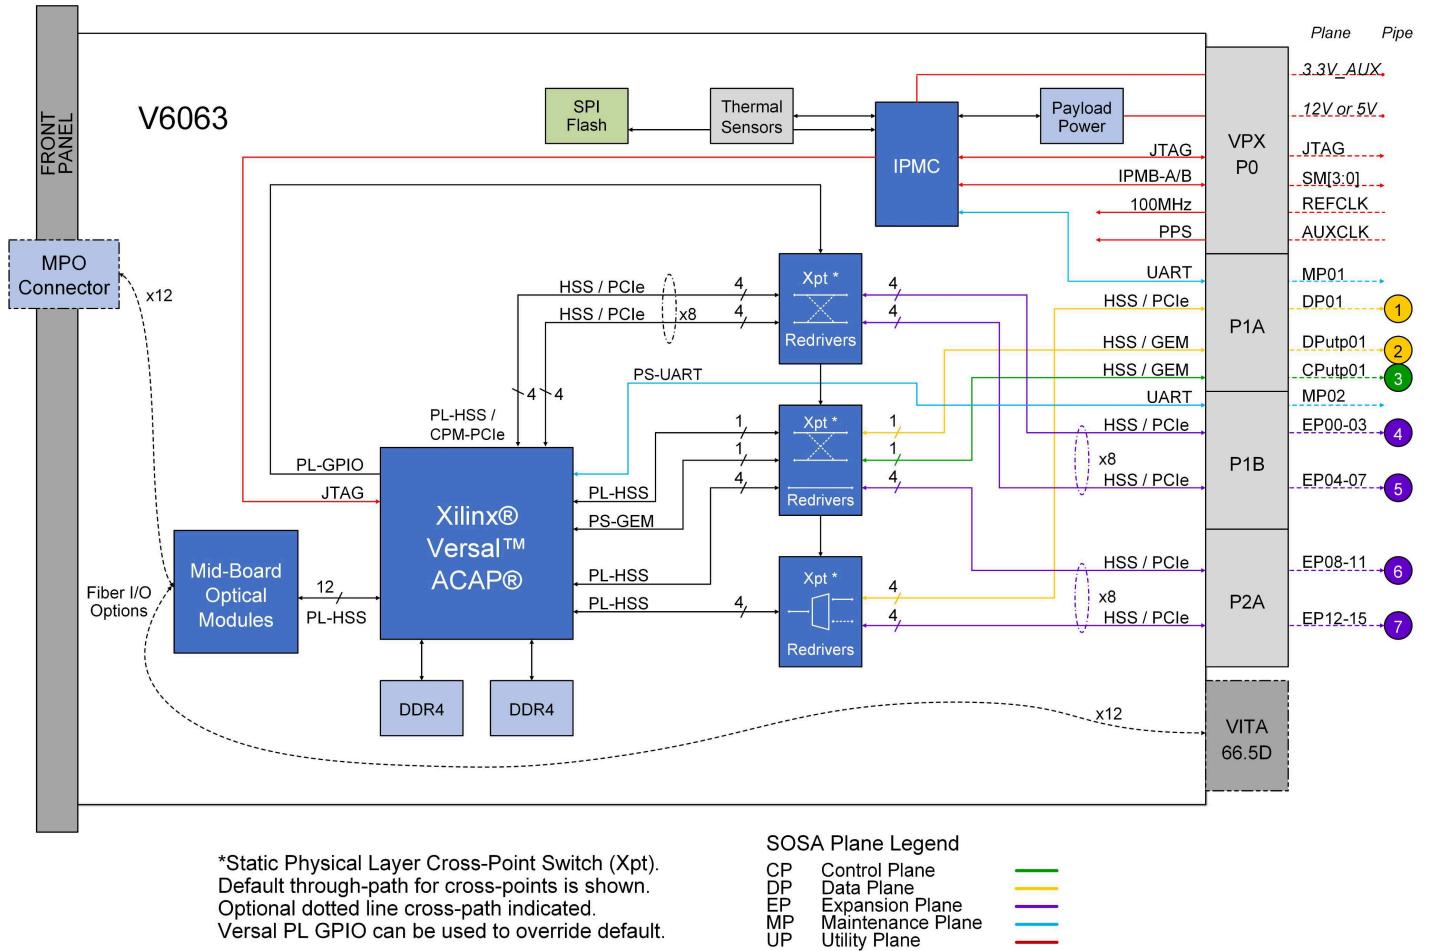 Plane Pipe
V6063
FRONT
PANEL
SPI
Flash
Thermal
Sensors
IPMC
Payload
Power
VPX
P0
3.3V_AUX
12V or 5V
JTAG
JTAG
IPMB-A/B
SM[3:0]
100MHz
REFCLK
PPS
AUXCLK
MPO
Connector
x12
Xpt *
Redrivers
HSS / PCIe
4
4
HSS / PCIe
4
4
x8
4
4
UART
MP01
HSS / PCIe
DP01
1
P1A
HSS / GEM
DPutp01
2
HSS / GEM
CPutp01
3
PS-UART
UART
MP02
PL-HSS /
CPM-PCIe
Xpt *
Redrivers
1
1
1
1
4
4
HSS / PCIe
EP00-03
4
x8
P1B
HSS / PCIe
EP04-07
5
PL-GPIO
JTAG
Xilinx®
Versal™
ACAP®
PL-HSS
PS-GEM
PL-HSS
PL-HSS
4
Xpt *
Redrivers
4
4
HSS / PCIe
EP08-11
6
x8
P2A
HSS / PCIe
EP12-15
7
Fiber I/O
Options
Mid-Board
Optical
Modules
12
PL-HSS
DDR4
DDR4
x12
VITA
66.5D
*Static Physical Layer Cross-Point Switch (Xpt).
Default through-path for cross-points is shown.
Optional dotted line cross-path indicated.
Versal PL GPIO can be used to override default.
SOSA Plane Legend
CP Control Plane
DP Data Plane
EP Expansion Plane
MP Maintenance Plane
UP Utility Plane